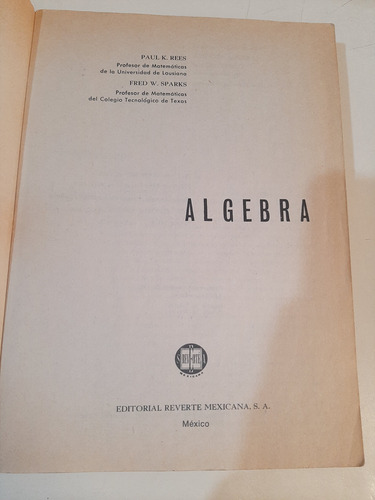 PAUL K. REES
Profesor de Matemáticas
de la Universidad de Lousiana
FRED W. SPARKS
Profesor de Matemáticas
del Colegio Tecnológico de Texas
ALGEBRA
EDITORIAL REVERTE MEXICANA, S. A.
México